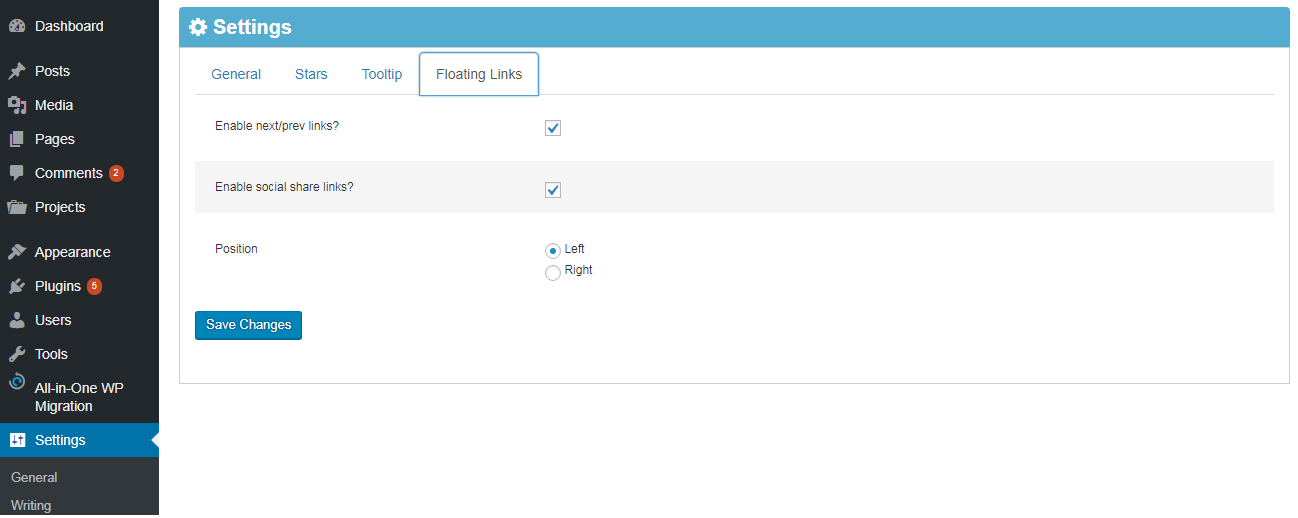 Dashboard
Posts
Media
Pages
Comments 2
Projects
Appearance
Plugins 5
Users
Tools
All-in-One WP
Migration
Settings
General
Writing
Settings
General Stars Tooltip Floating Links
Enable next/prev links?
Enable social share links?
Position
Left
Right
Save Changes